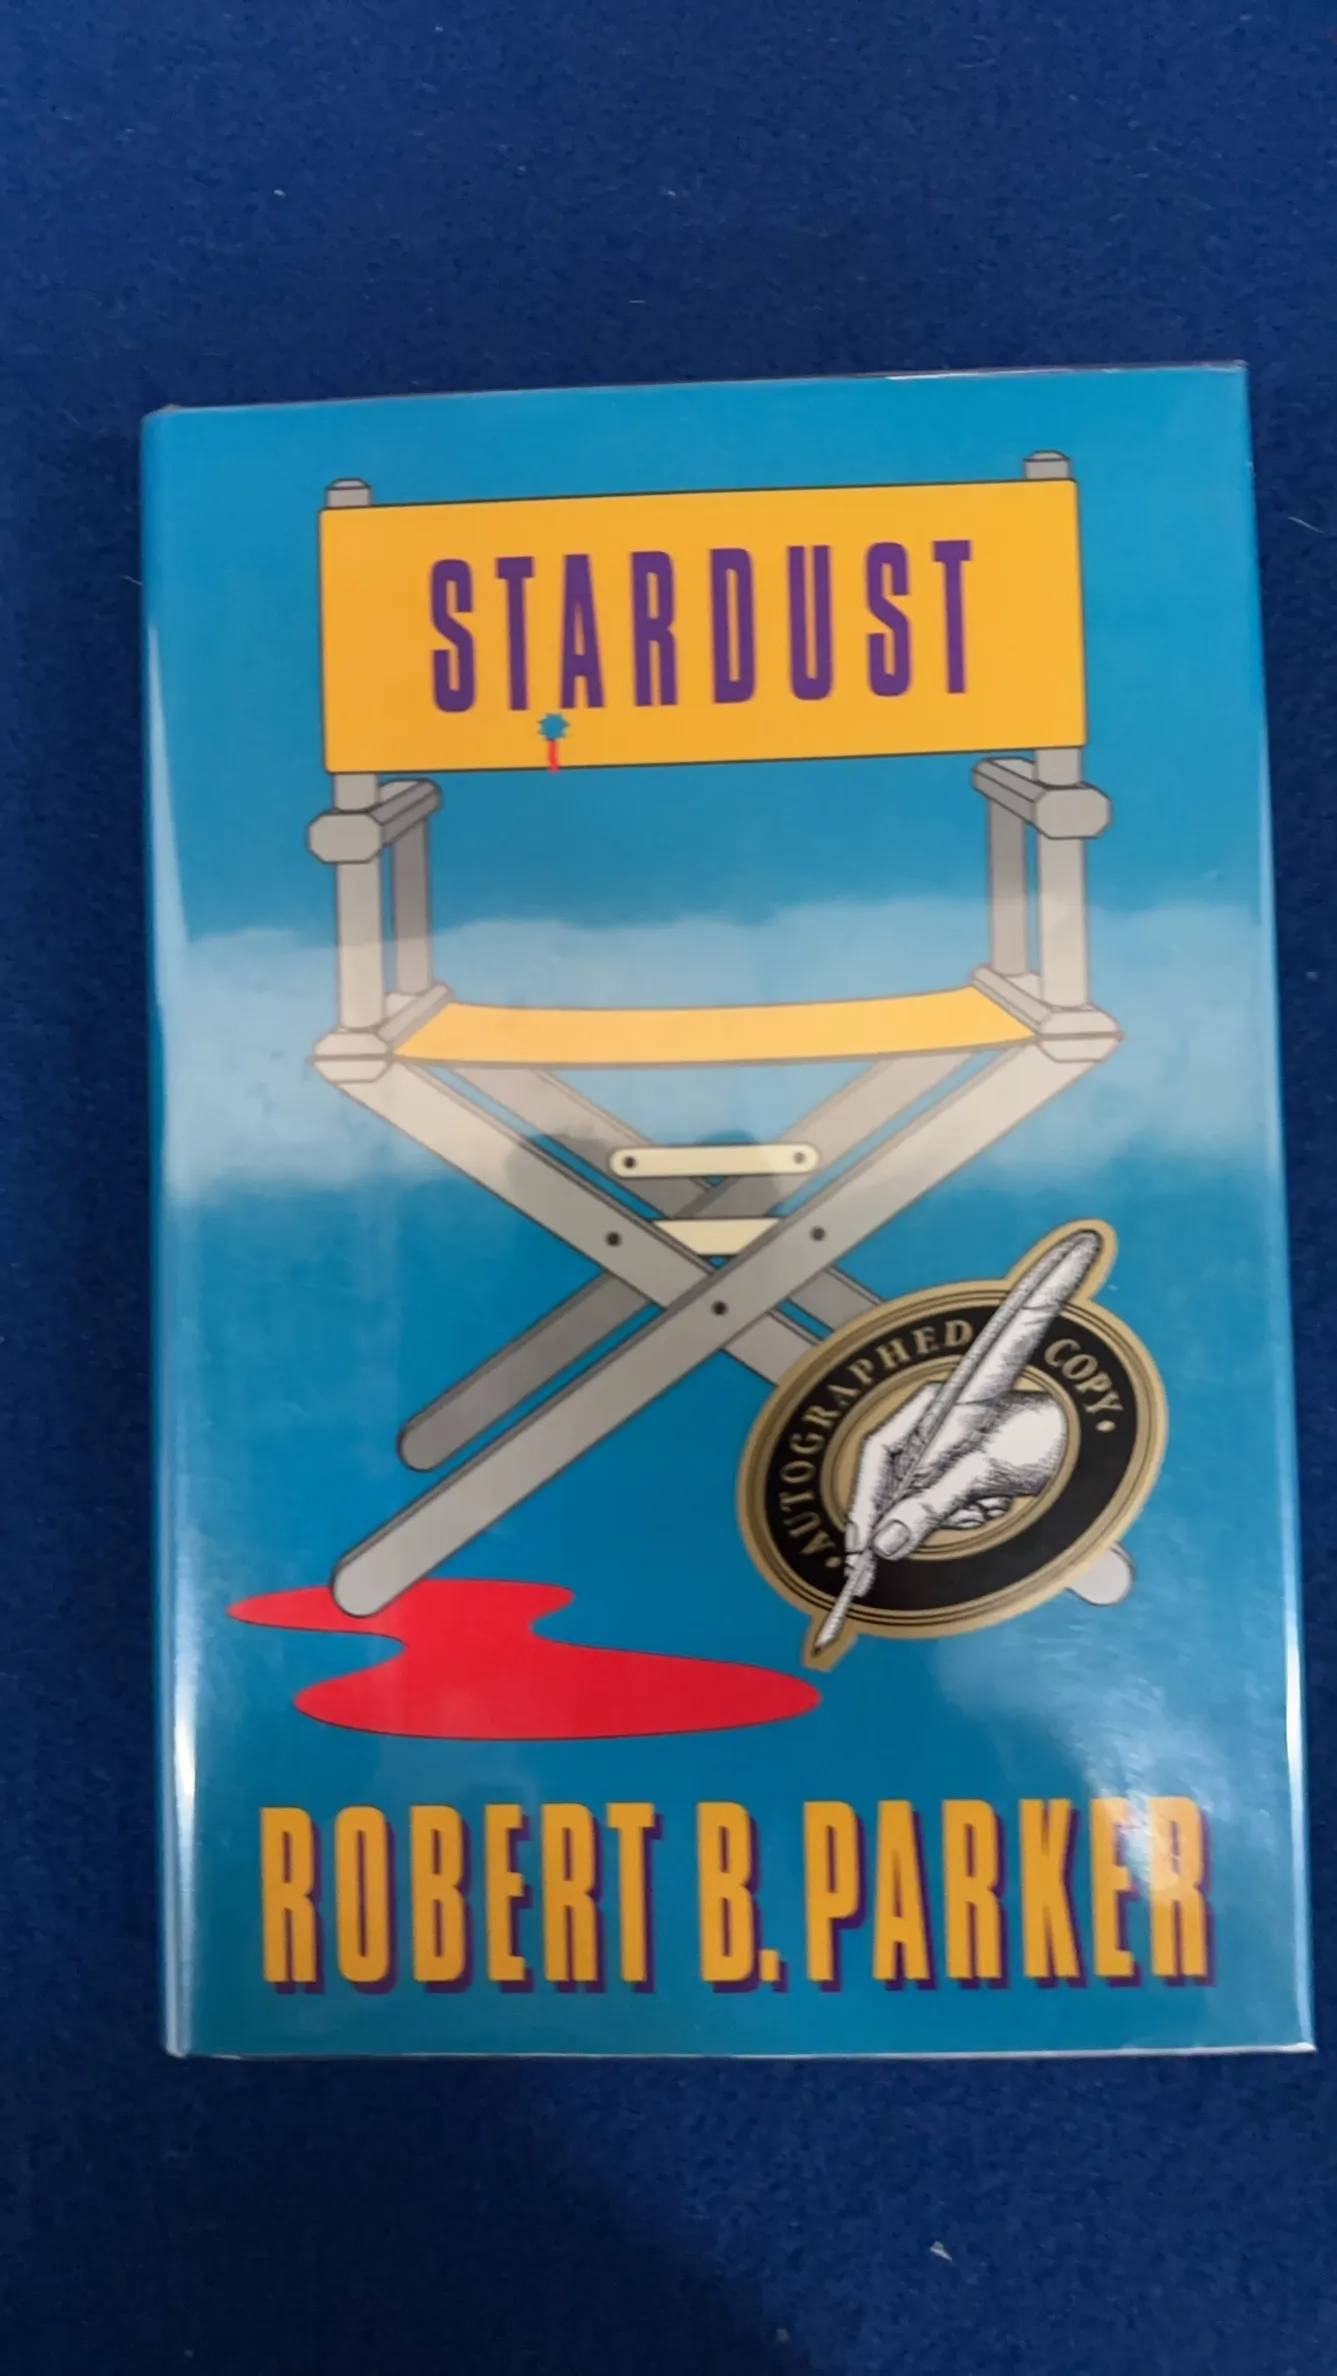 STARDUST
• AUTOGRAPHED COPY •
ROBERT B. PARKER